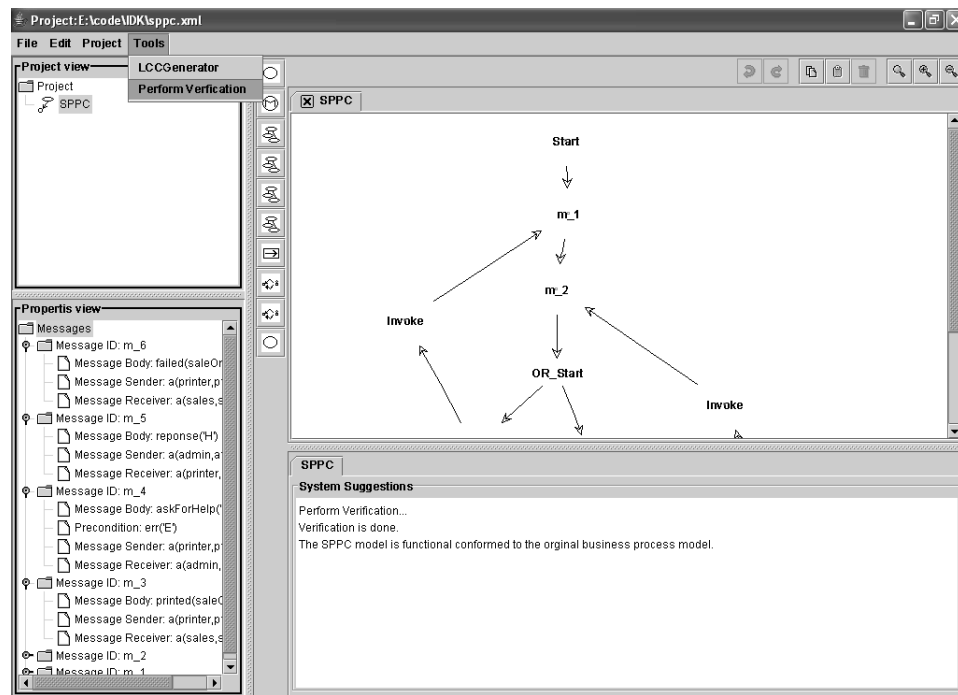 Project:E:\code\IDK\sppc.xml
File Edit Project Tools
LCCGenerator
Perform Verfication
Project view
Project
SPPC
Propertis view
Messages
Message ID: m_6
Message Body: failed(saleOr
Message Sender: a(printer,p
Message Receiver: a(sales,s
Message ID: m_5
Message Body: reponse('H')
Message Sender: a(admin,a
Message Receiver: a(printer,
Message ID: m_4
Message Body: askForHelp('
Precondition: err('E')
Message Sender: a(printer,p
Message Receiver: a(admin,
Message ID: m_3
Message Body: printed(saleO
Message Sender: a(printer,p
Message Receiver: a(sales,s
Message ID: m_2
Message ID: m_1
SPPC
Start
m_1
m_2
Invoke
OR_Start
Invoke
SPPC
System Suggestions
Perform Verification...
Verification is done.
The SPPC model is functional conformed to the orginal business process model.